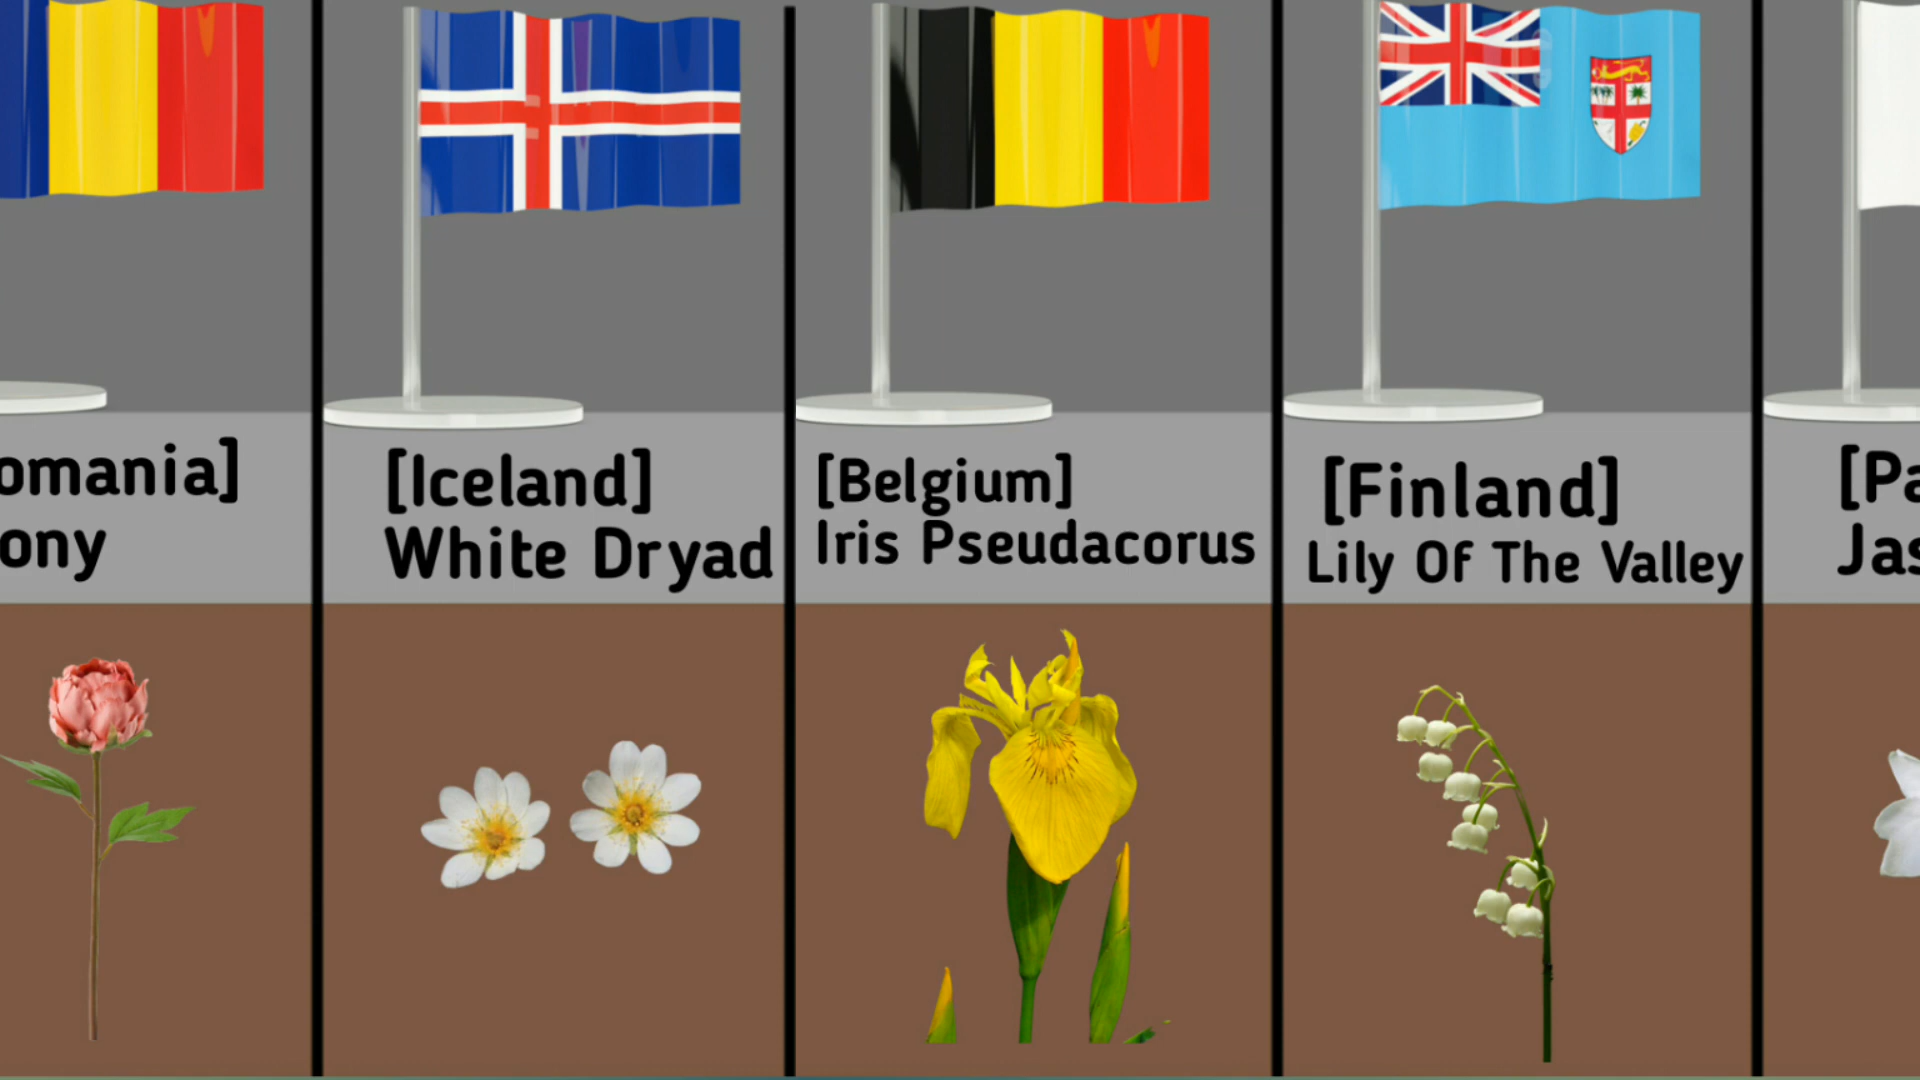 omania]
ony
[Iceland]
White Dryad
[Belgium]
Iris Pseudacorus
[Finland]
Lily Of The Valley
[Pa
Jas